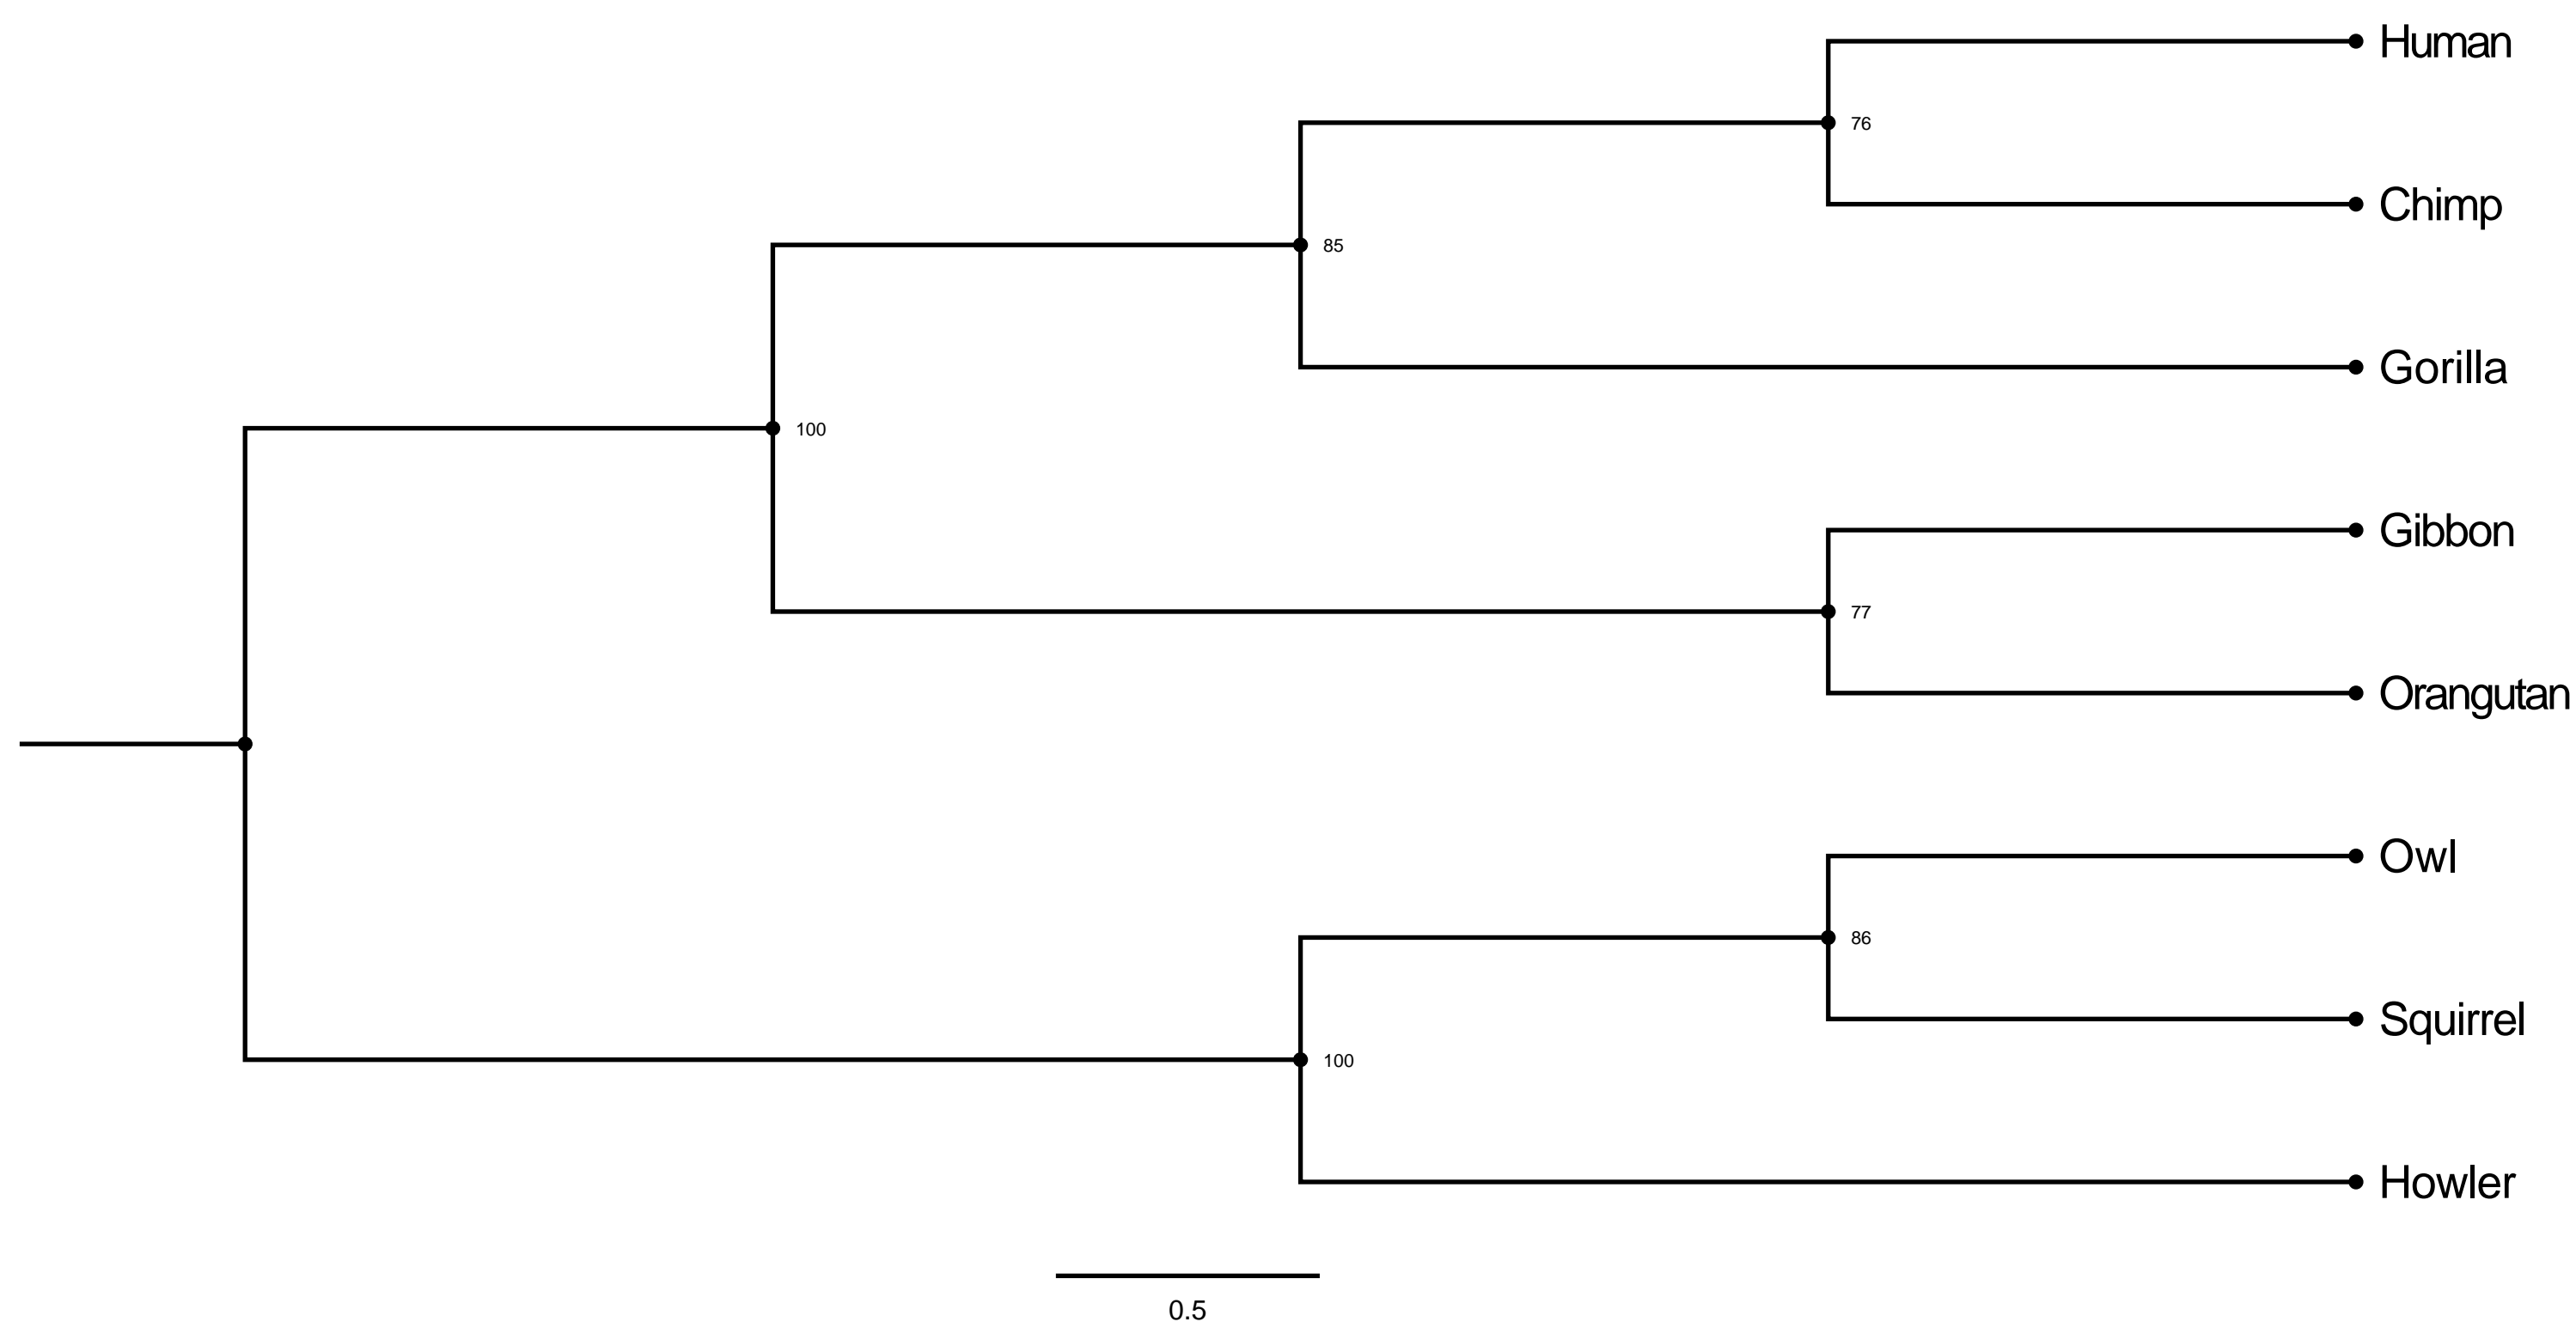 Human
76
Chimp
85
Gorilla
100
Gibbon
77
Orangutan
Owl
86
Squirrel
100
Howler
0.5